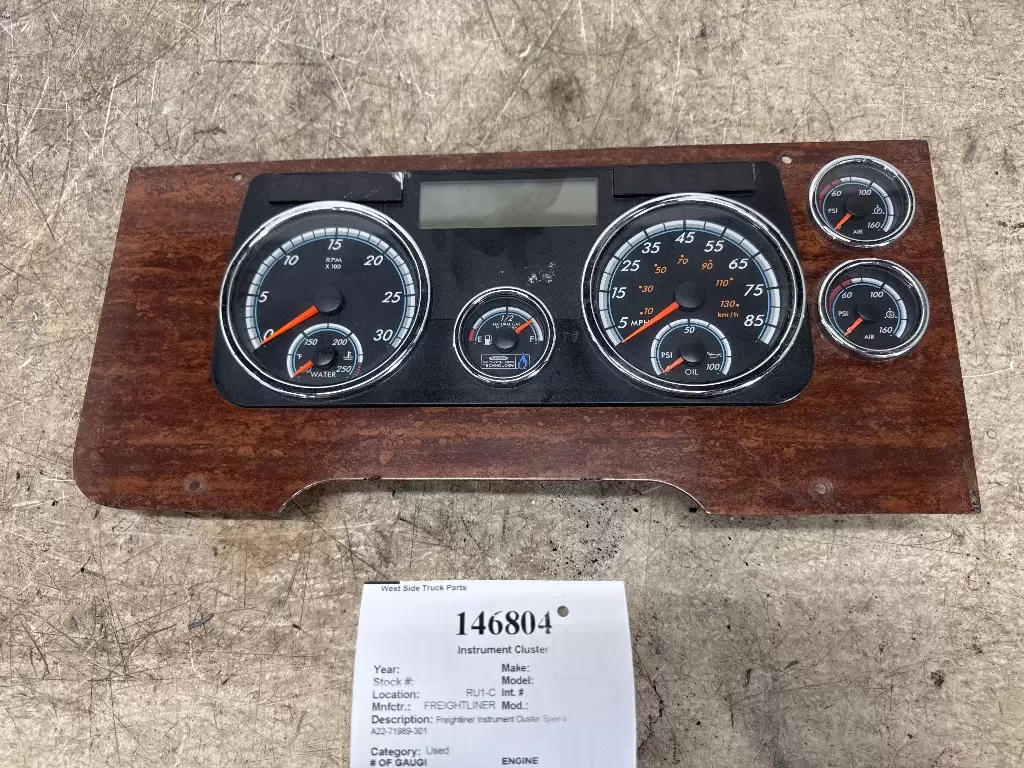 15
10
20
RPM
X 100
5
25
0
30
150
200
°F
250
WATER
1/2
NATURAL GAS
E
F
TECHNOLOGY
45
35
55
25
65
15
75
5
85
MPH
70
50
90
30
110
10
130
km/h
50
PSI
100
OIL
60
100
PSI
160
AIR
60
100
PSI
160
AIR
West Side Truck Parts
146804
Instrument Cluster
Year: Make:
Stock #: Model:
Location: RU1-C Int. #
Mnfctr.: FREIGHTLINER Mod.:
Description: Freightliner Instrument Cluster
A22-71989-301
Category: Used
# OF GAUGI ENGINE